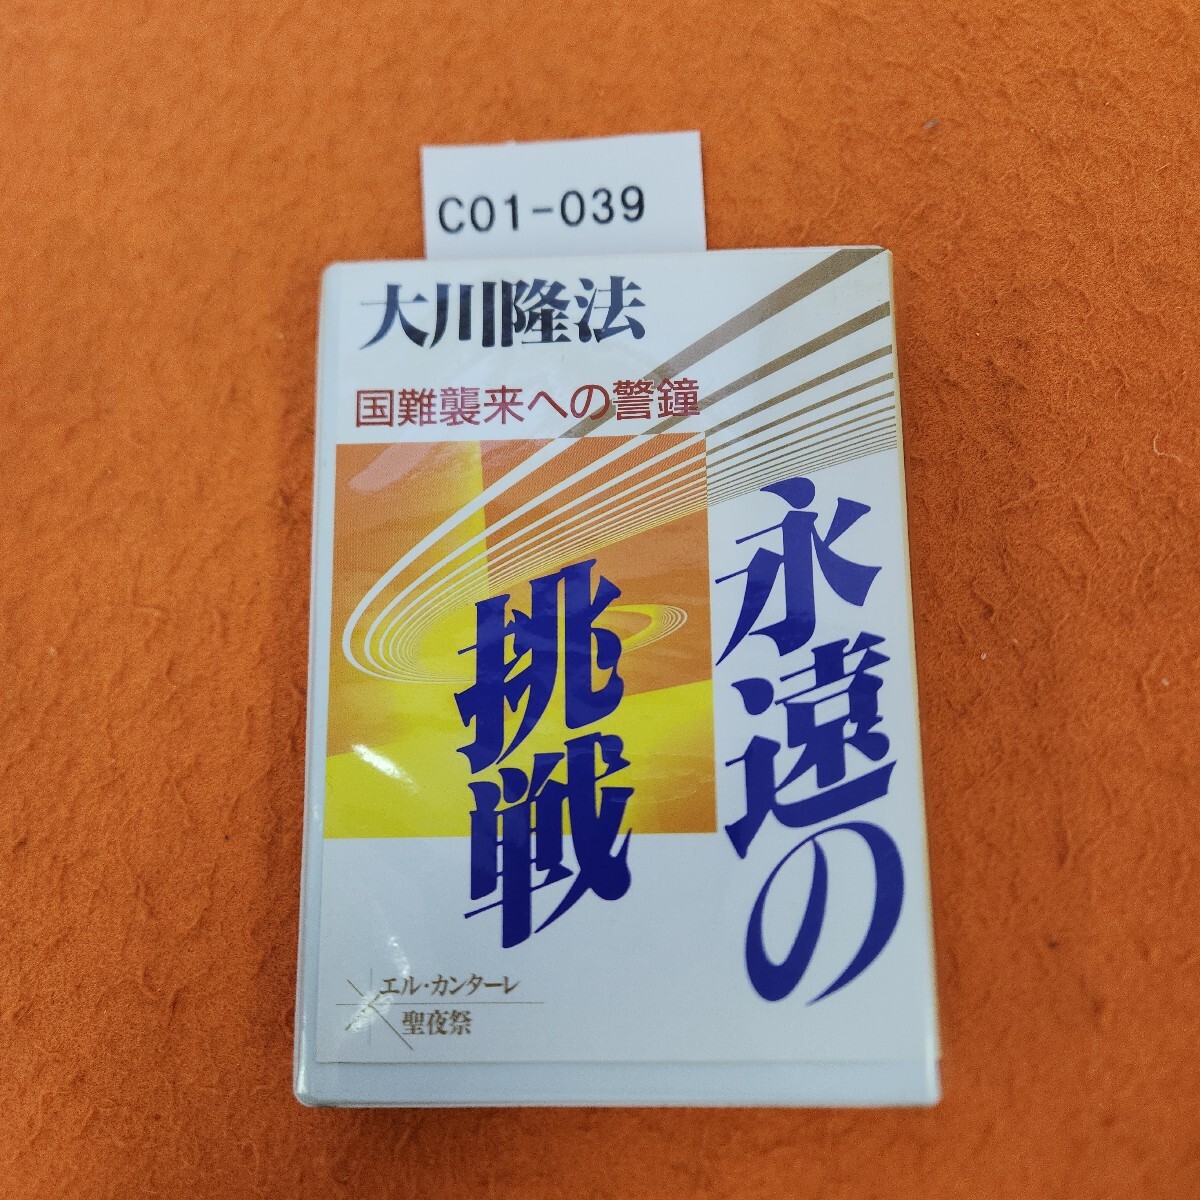 C01-039
大川隆法
国難襲来への警鐘
永遠の
挑戦
エル・カンターレ
聖夜祭